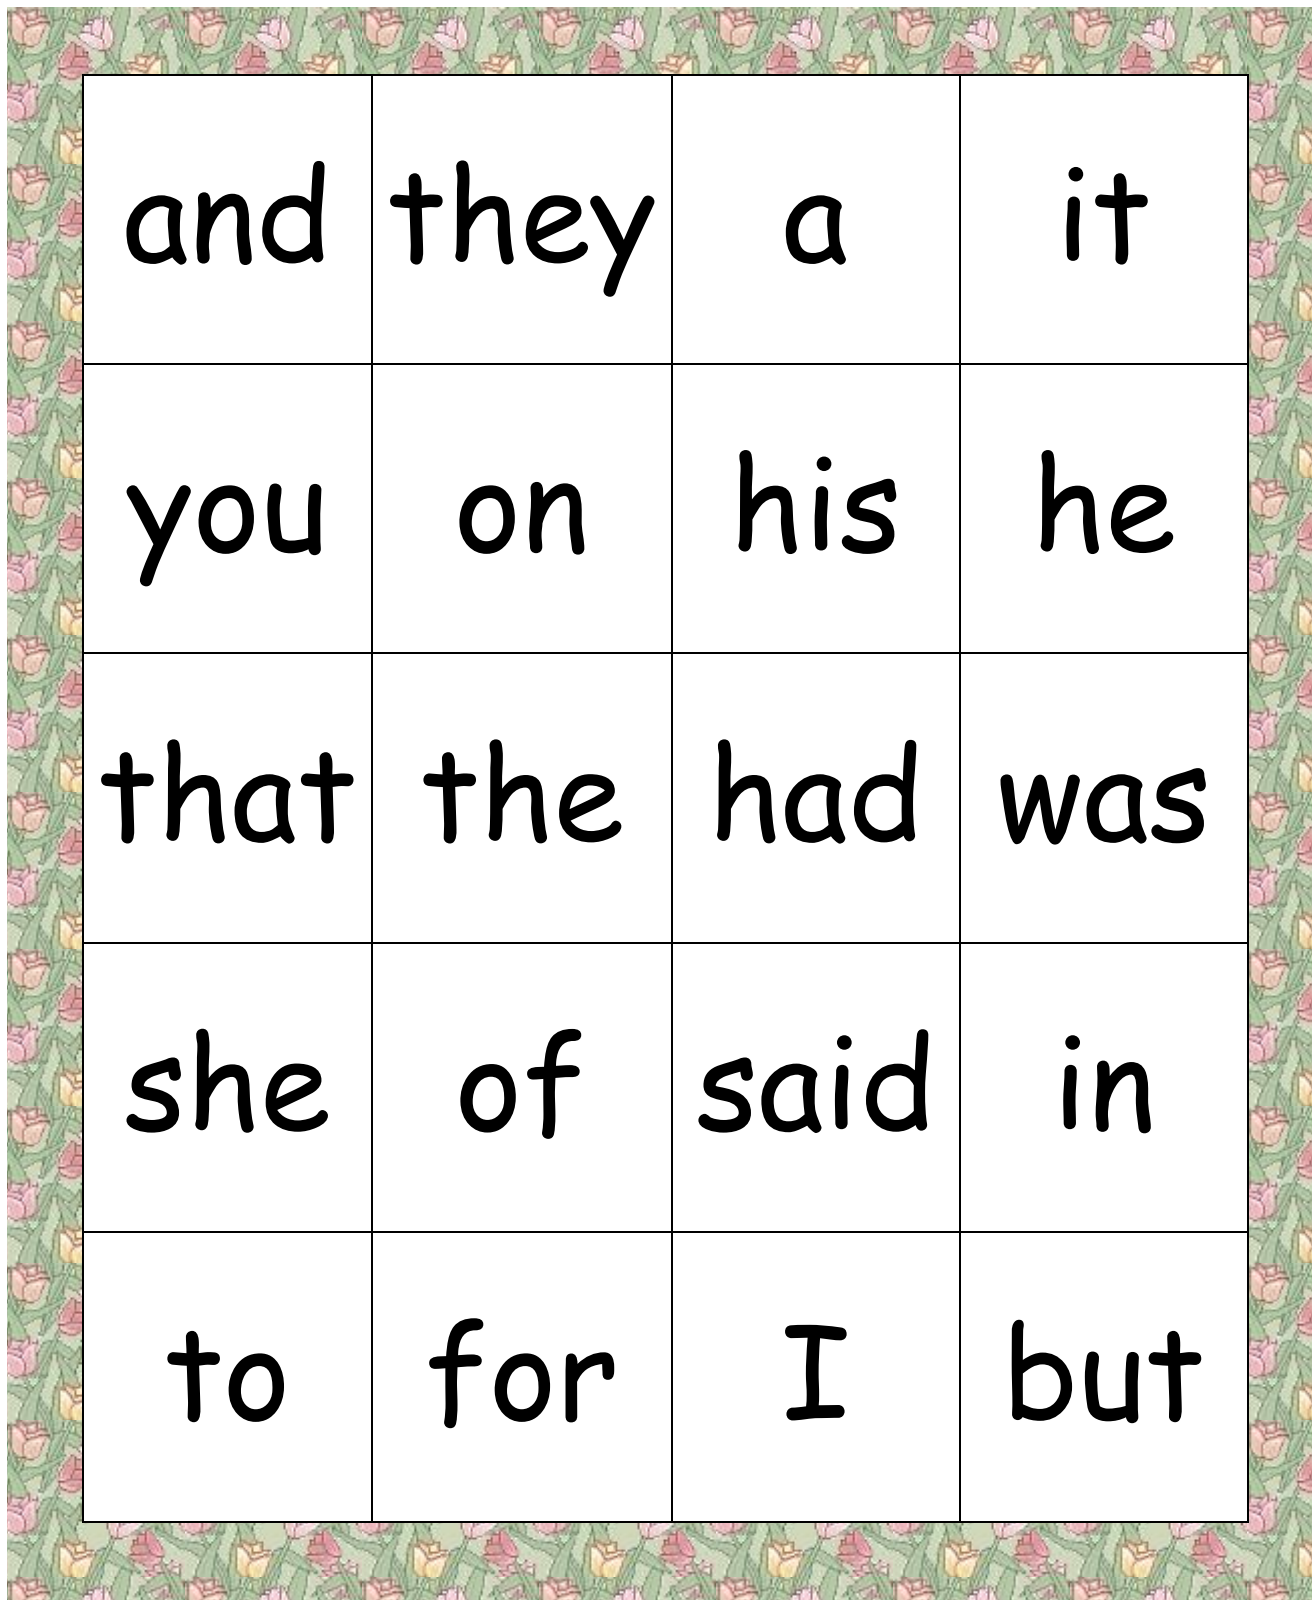 and they a it
you on his he
that the had was
she of said in
to for I but